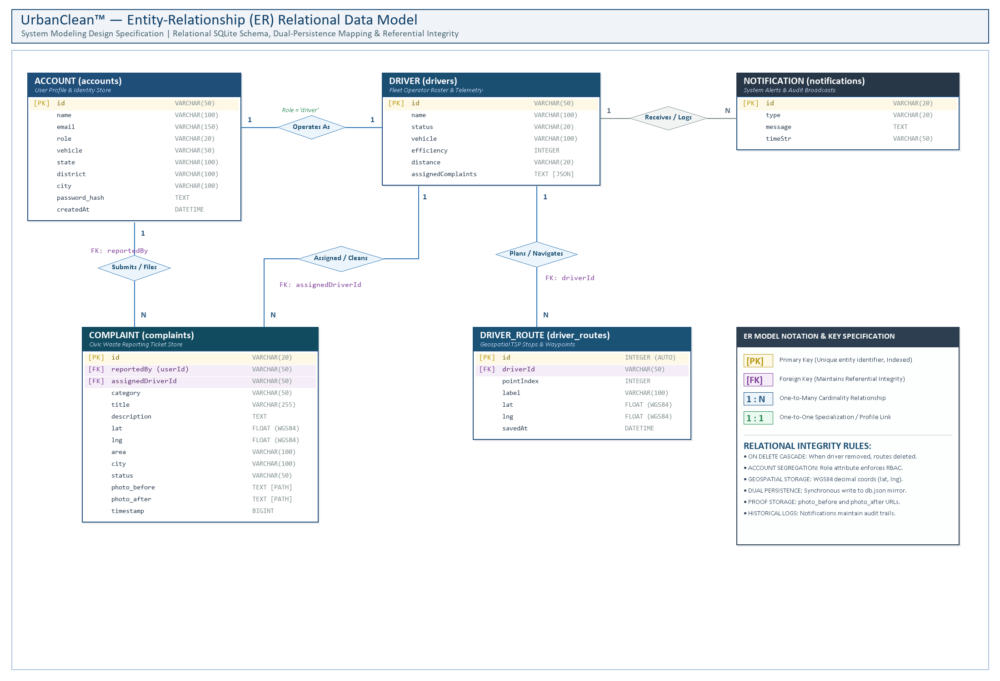 UrbanClean™ — Entity-Relationship (ER) Relational Data Model
System Modeling Design Specification | Relational SQLite Schema, Dual-Persistence Mapping & Referential Integrity
ACCOUNT (accounts)
User Profile & Identity Store
[PK] id VARCHAR(50)
name VARCHAR(100)
email VARCHAR(150)
role VARCHAR(20)
vehicle VARCHAR(50)
state VARCHAR(100)
district VARCHAR(100)
city VARCHAR(100)
password_hash TEXT
createdAt DATETIME
Role = 'driver'
1
Operates As
1
DRIVER (drivers)
Fleet Operator Roster & Telemetry
[PK] id VARCHAR(50)
name VARCHAR(100)
status VARCHAR(20)
vehicle VARCHAR(100)
efficiency INTEGER
distance VARCHAR(20)
assignedComplaints TEXT [JSON]
1
Receives / Logs
N
NOTIFICATION (notifications)
System Alerts & Audit Broadcasts
[PK] id VARCHAR(20)
type VARCHAR(20)
message TEXT
timeStr VARCHAR(50)
1
FK: reportedBy
Submits / Files
N
1
Assigned / Cleans
FK: assignedDriverId
N
1
Plans / Navigates
FK: driverId
N
COMPLAINT (complaints)
Civic Waste Reporting Ticket Store
[PK] id VARCHAR(20)
[FK] reportedBy (userId) VARCHAR(50)
[FK] assignedDriverId VARCHAR(50)
category VARCHAR(50)
title VARCHAR(255)
description TEXT
lat FLOAT (WGS84)
lng FLOAT (WGS84)
area VARCHAR(100)
city VARCHAR(100)
status VARCHAR(50)
photo_before TEXT [PATH]
photo_after TEXT [PATH]
timestamp BIGINT
DRIVER_ROUTE (driver_routes)
Geospatial TSP Stops & Waypoints
[PK] id INTEGER (AUTO)
[FK] driverId VARCHAR(50)
pointIndex INTEGER
label VARCHAR(100)
lat FLOAT (WGS84)
lng FLOAT (WGS84)
savedAt DATETIME
ER MODEL NOTATION & KEY SPECIFICATION
[PK] Primary Key (Unique entity identifier, Indexed)
[FK] Foreign Key (Maintains Referential Integrity)
1 : N One-to-Many Cardinality Relationship
1 : 1 One-to-One Specialization / Profile Link
RELATIONAL INTEGRITY RULES:
• ON DELETE CASCADE: When driver removed, routes deleted.
• ACCOUNT SEGREGATION: Role attribute enforces RBAC.
• GEOSPATIAL STORAGE: WGS84 decimal coords (lat, lng).
• DUAL PERSISTENCE: Synchronous write to db.json mirror.
• PROOF STORAGE: photo_before and photo_after URLs.
• HISTORICAL LOGS: Notifications maintain audit trails.